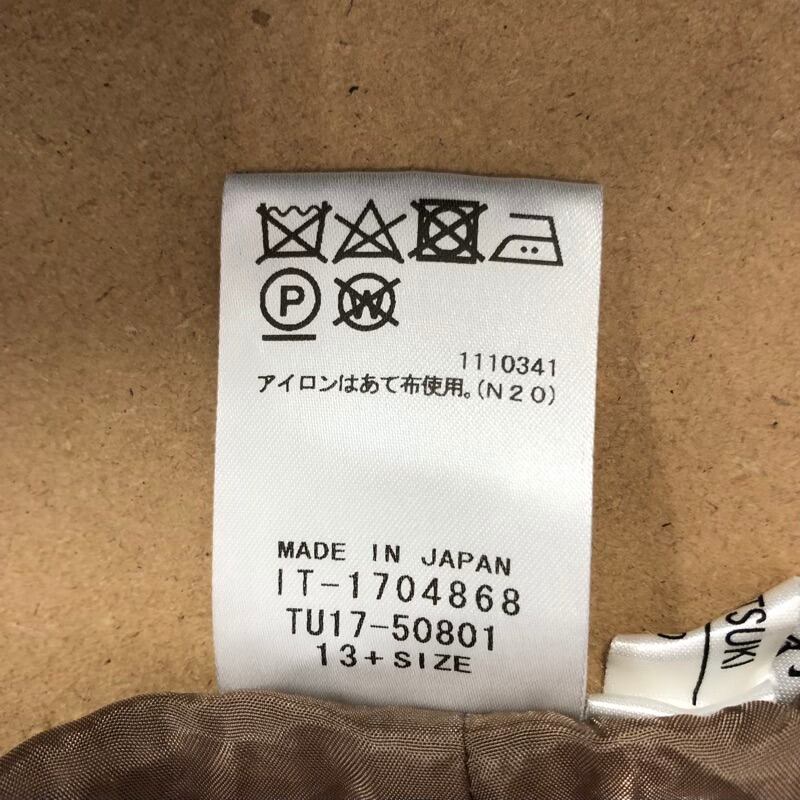 P W
1110341
アイロンはあて布使用。(N20)
MADE IN JAPAN
IT-1704868
TU17-50801
13+SIZE
TSUKI